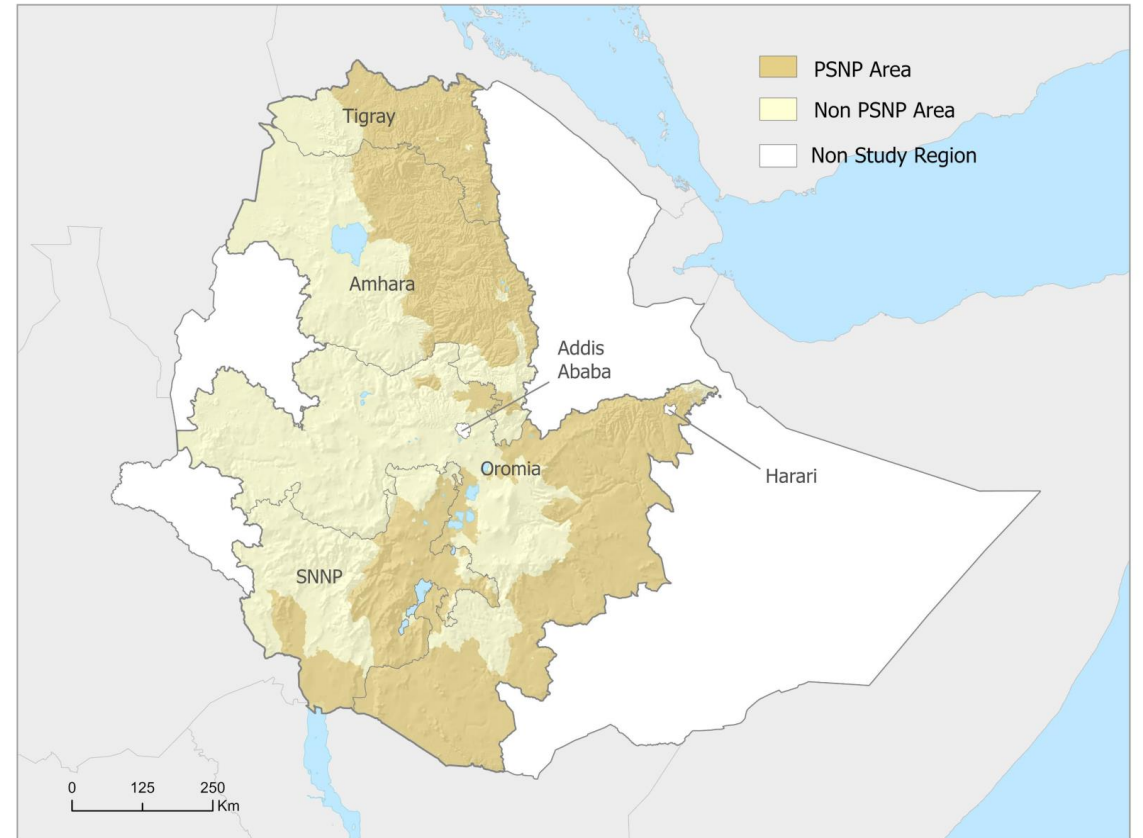 PSNP Area
Non PSNP Area
Non Study Region
Tigray
Amhara
Addis
Ababa
Oromia
Harari
SNNP
0 125 250
Km